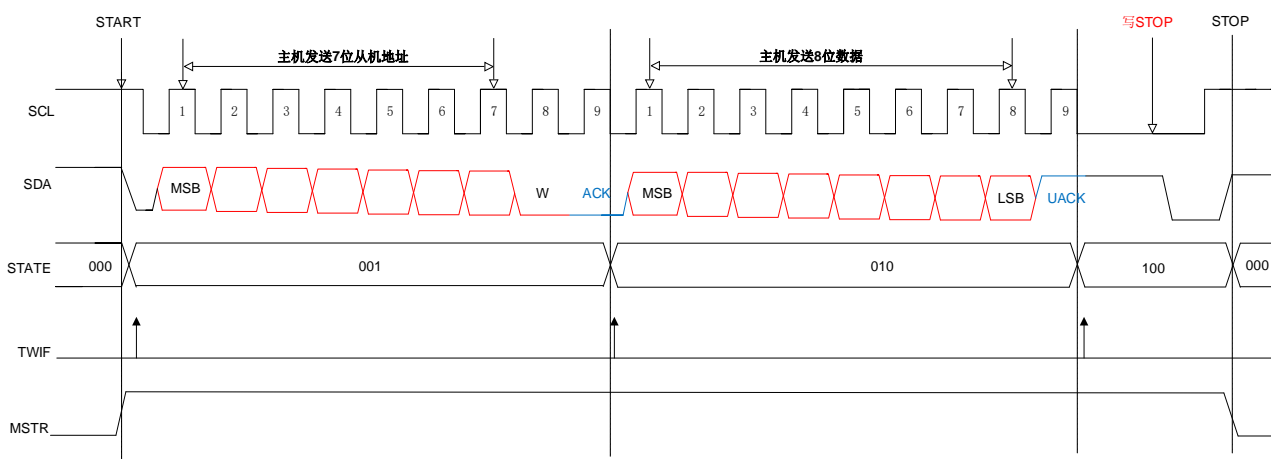 START 写STOP STOP
主机发送7位从机地址 主机发送8位数据
SCL 1 2 3 4 5 6 7 8 9 1 2 3 4 5 6 7 8 9
SDA MSB W ACK MSB LSB UACK
STATE 000 001 010 100 000
TWIF
MSTR